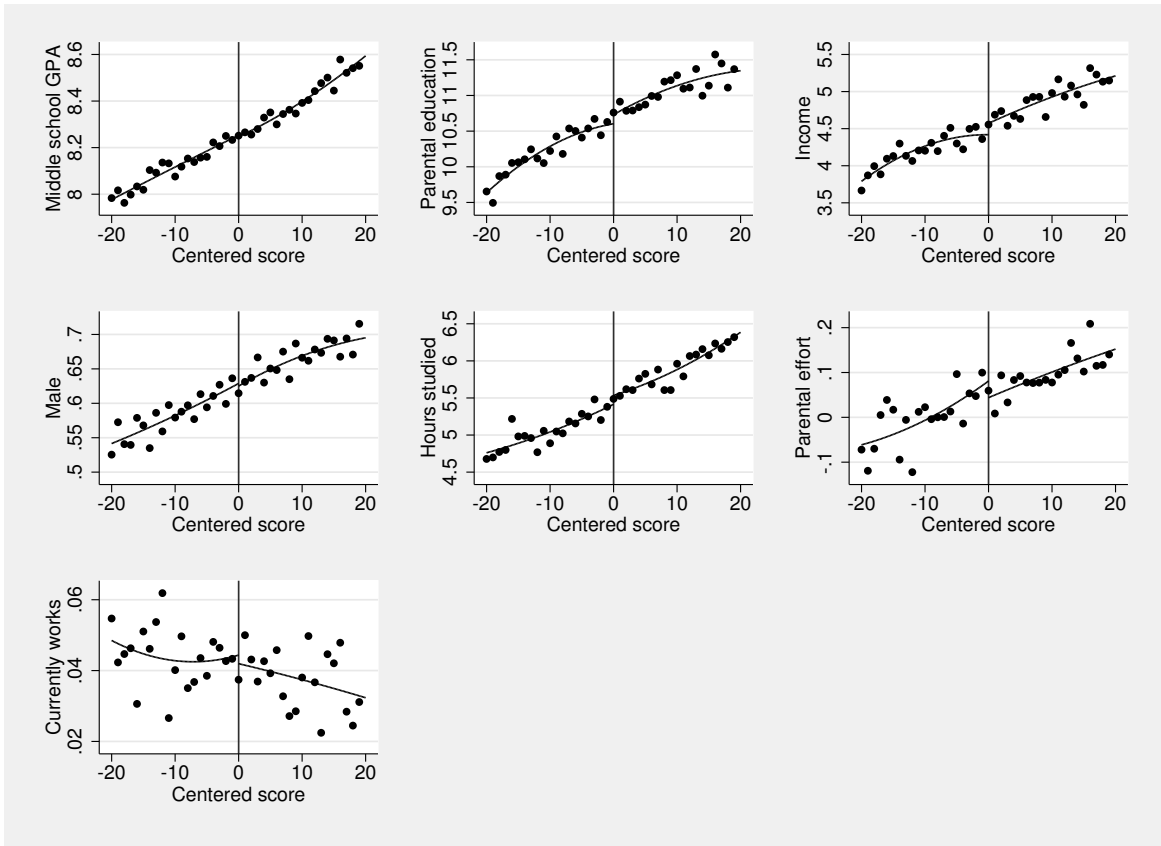 Middle school GPA
8.6
8.4
8.2
8
-20 -10 0 10 20
Centered score
Parental education
11.5
11
10.5
10
9.5
-20 -10 0 10 20
Centered score
Income
5.5
5
4.5
4
3.5
-20 -10 0 10 20
Centered score
Male
.7
.65
.6
.55
.5
-20 -10 0 10 20
Centered score
Hours studied
6.5
6
5.5
5
4.5
-20 -10 0 10 20
Centered score
Parental effort
.2
.1
0
-.1
-20 -10 0 10 20
Centered score
Currently works
.06
.04
.02
-20 -10 0 10 20
Centered score